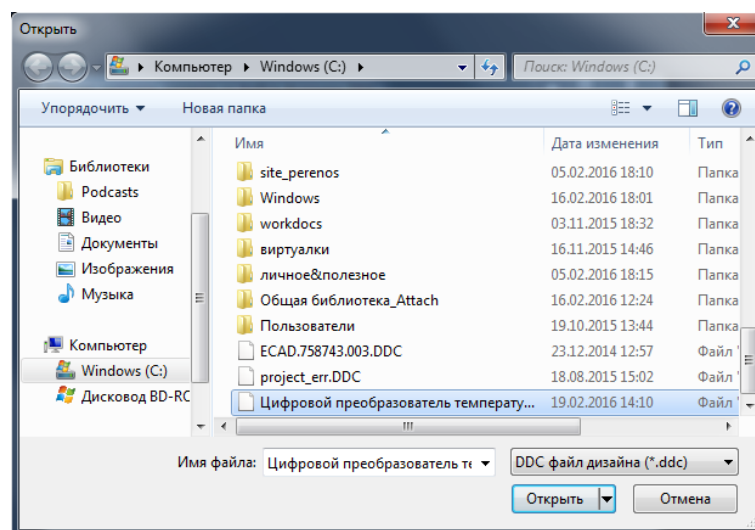 Открыть
Компьютер Windows (C:) Поиск: Windows (C:)
Упорядочить Новая папка
Имя Дата изменения Тип
Библиотеки
Podcasts
Видео
Документы
Изображения
Музыка
Компьютер
Windows (C:)
Дисковод BD-RC
site_perenos 05.02.2016 18:10 Папка
Windows 16.02.2016 18:01 Папка
workdocs 03.11.2015 18:32 Папка
виртуалки 16.11.2015 14:46 Папка
личное&полезное 05.02.2016 18:15 Папка
Общая библиотека_Attach 16.02.2016 12:24 Папка
Пользователи 19.10.2015 13:44 Папка
ECAD.758743.003.DDC 23.12.2014 12:57 Файл
project_err.DDC 18.08.2015 15:02 Файл
Цифровой преобразователь температу... 19.02.2016 14:10 Файл
Имя файла: Цифровой преобразователь те DDC файл дизайна (*.ddc)
Открыть Отмена